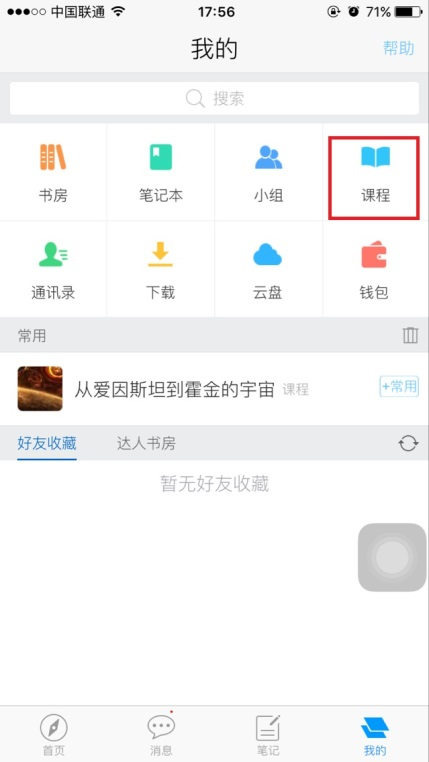 中国联通 17:56 71%
我的 帮助
搜索
书房 笔记本 小组 课程
通讯录 下载 云盘 钱包
常用
从爱因斯坦到霍金的宇宙 课程 +常用
好友收藏 达人书房
暂无好友收藏
首页 消息 笔记 我的